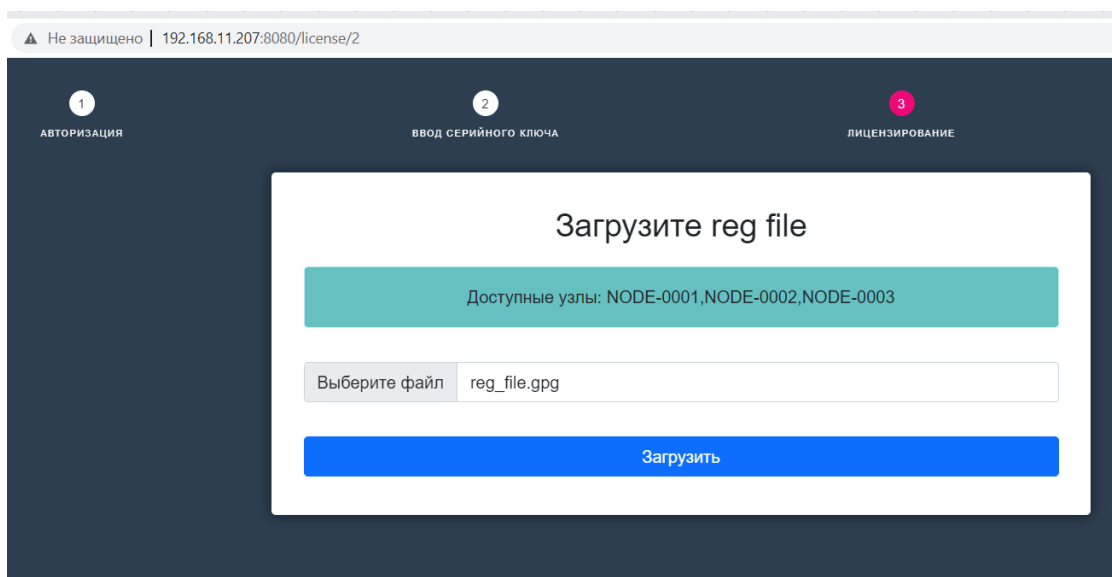 Не защищено | 192.168.11.207:8080/license/2
1
2
3
АВТОРИЗАЦИЯ
ВВОД СЕРИЙНОГО КЛЮЧА
ЛИЦЕНЗИРОВАНИЕ
Загрузите reg file
Доступные узлы: NODE-0001,NODE-0002,NODE-0003
Выберите файл reg_file.gpg
Загрузить